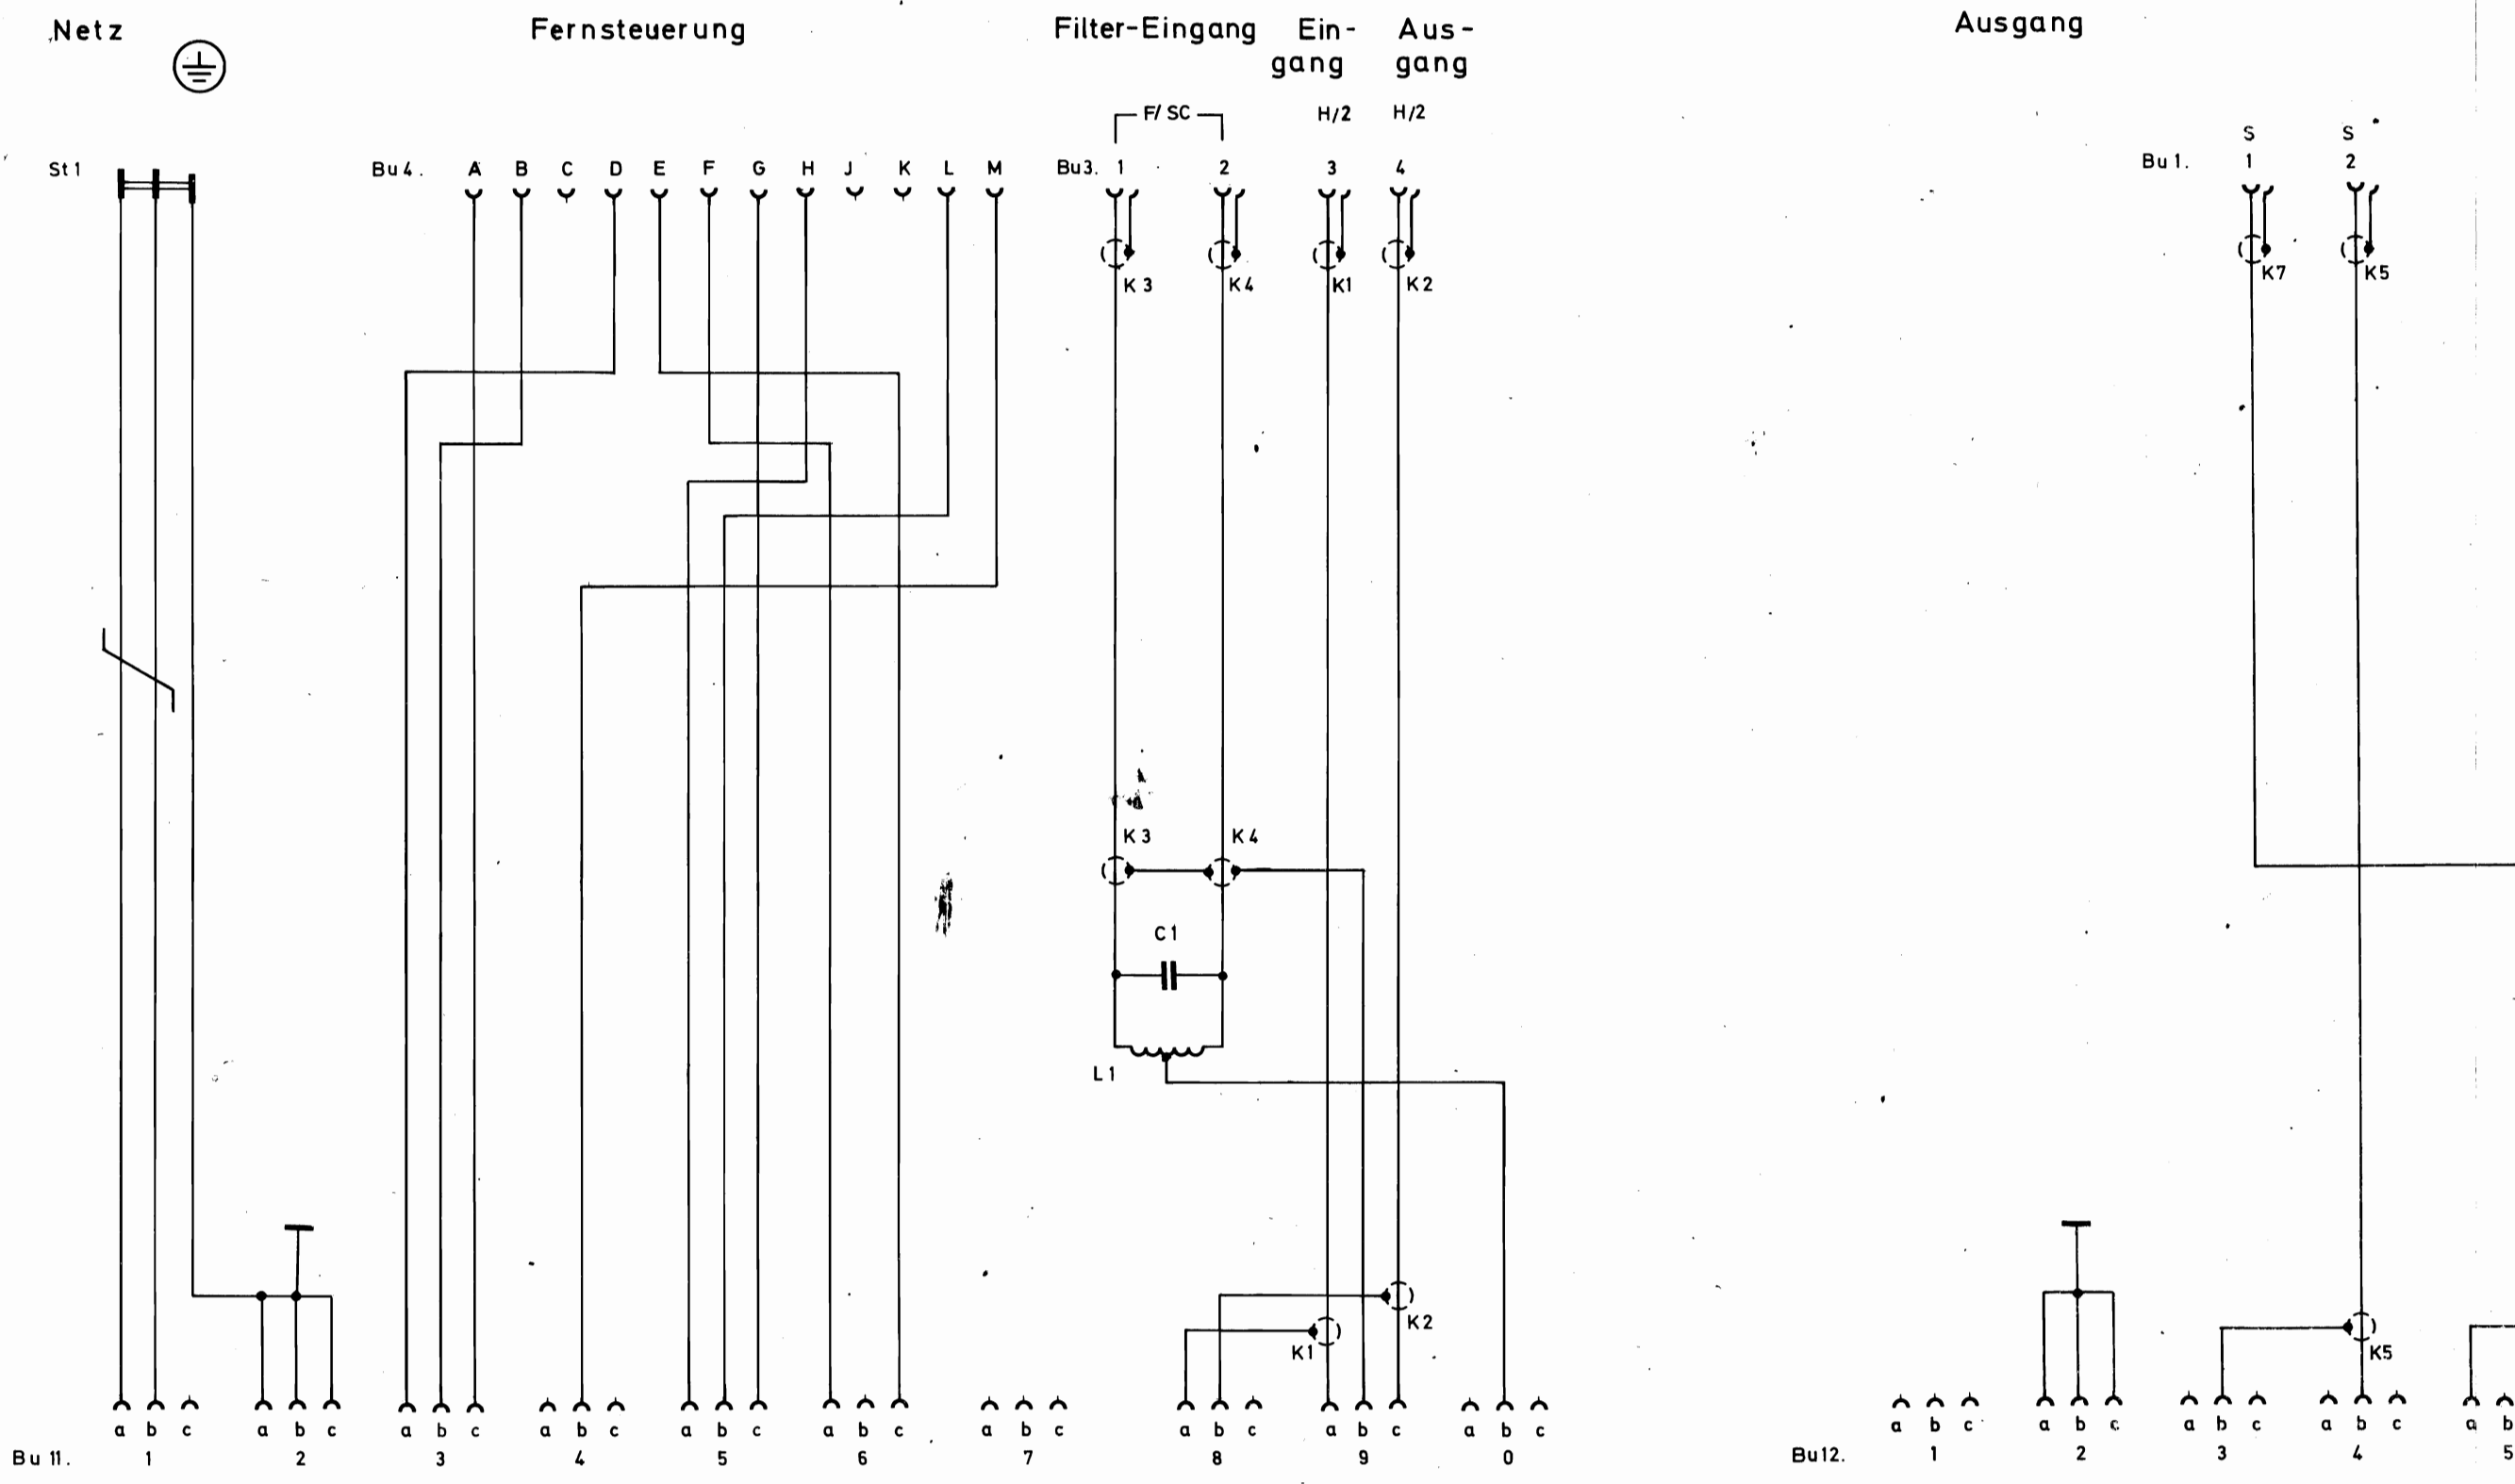 Netz Fernsteuerung Filter-Eingang Ein- Aus- Ausgang
gang gang
F/SC H/2 H/2
S S
St1 Bu4. A B C D E F G H J K L M Bu3. 1 2 3 4 Bu1. 1 2
K3 K4 K1 K2 K7 K5
K3 K4
C1
L1
K2
K1 K5
a b c a b c a b c a b c a b c a b c a b c a b c a b c a b c a b c a b c a b c a b c a b
Bu11. 1 2 3 4 5 6 7 8 9 0 Bu12. 1 2 3 4 5